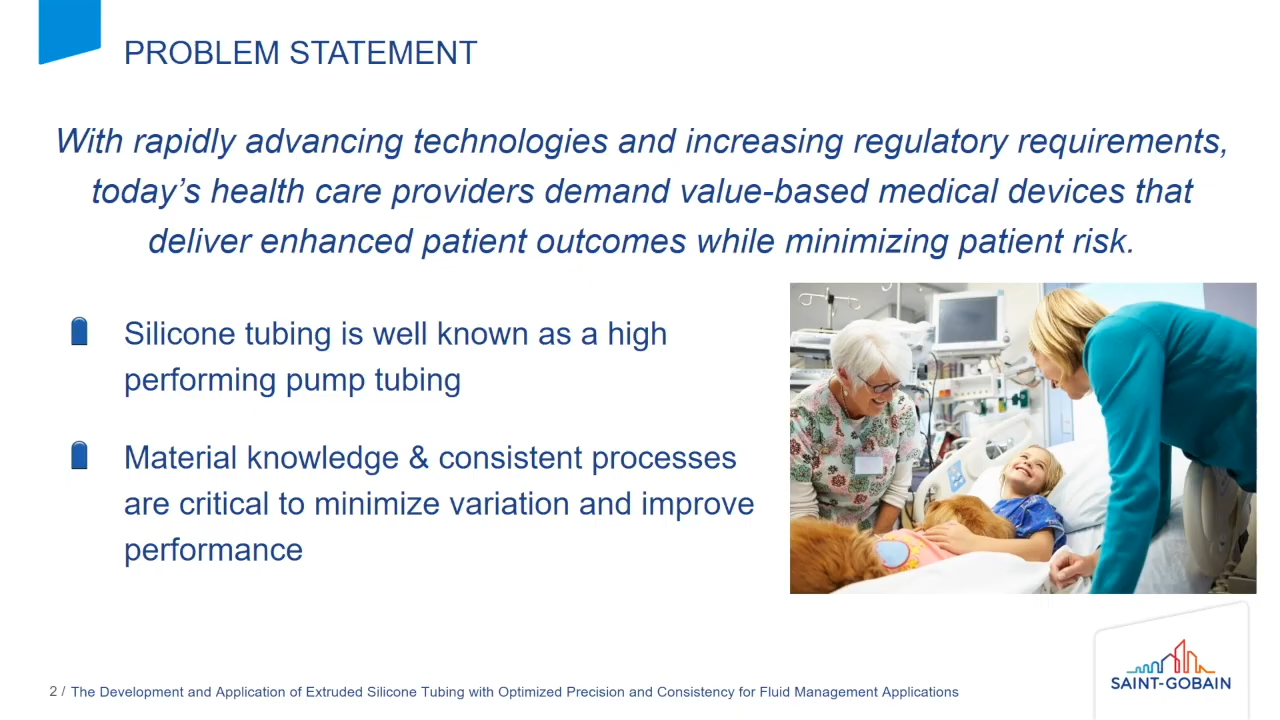 PROBLEM STATEMENT
With rapidly advancing technologies and increasing regulatory requirements,
today’s health care providers demand value-based medical devices that
deliver enhanced patient outcomes while minimizing patient risk.
Silicone tubing is well known as a high
performing pump tubing
Material knowledge & consistent processes
are critical to minimize variation and improve
performance
SAINT-GOBAIN
2 / The Development and Application of Extruded Silicone Tubing with Optimized Precision and Consistency for Fluid Management Applications